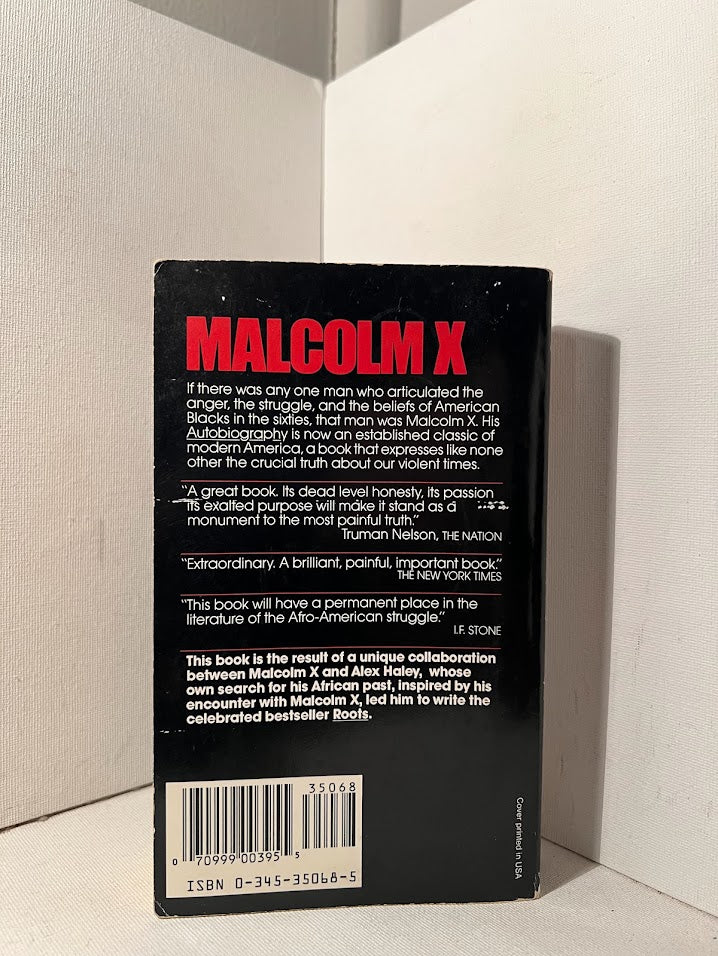 MALCOLM X
If there was any one man who articulated the
anger, the struggle, and the beliefs of American
Blacks in the sixties, that man was Malcolm X. His
Autobiography is now an established classic of
modern America, a book that expresses like none
other the crucial truth about our violent times.
“A great book. Its dead level honesty, its passion
its exalted purpose will make it stand as a
monument to the most painful truth.”
Truman Nelson, THE NATION
“Extraordinary. A brilliant, painful, important book.”
THE NEW YORK TIMES
“This book will have a permanent place in the
literature of the Afro-American struggle.”
I.F. STONE
This book is the result of a unique collaboration
between Malcolm X and Alex Haley, whose
own search for his African past, inspired by his
encounter with Malcolm X, led him to write the
celebrated bestseller Roots.
35068
0 70999 00395 5
ISBN 0-345-35068-5
Cover printed in USA